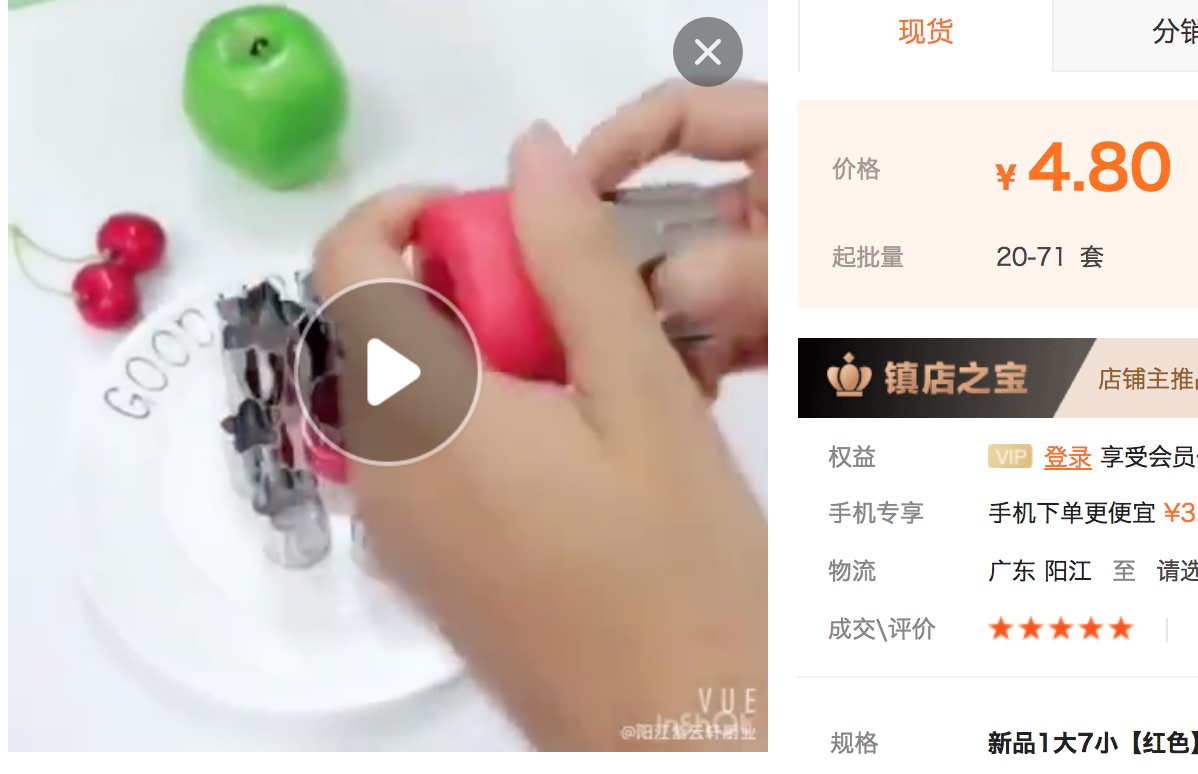 GOOD
VUE
InShOt
@阳江紫云轩厨业
现货
分销
价格
¥ 4.80
起批量
20-71 套
镇店之宝
店铺主推
权益
VIP 登录 享受会员
手机专享
手机下单更便宜 ¥3
物流
广东 阳江 至 请选
成交\评价
规格
新品1大7小【红色】